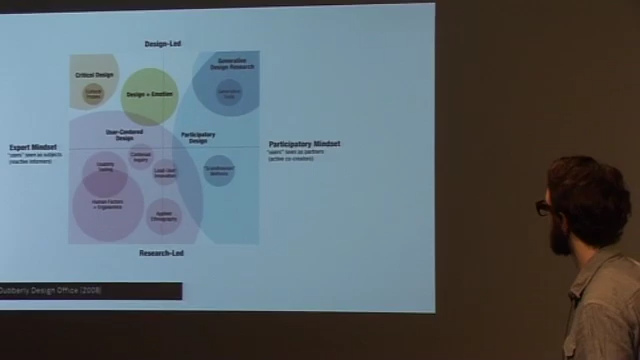 Design-Led
Critical Design
Generative
Design Research
Design + Emotion
User-Centered
Design
Participatory
Design
Expert Mindset
"users" seen as subjects
(reactive informers)
Participatory Mindset
"users" seen as partners
(active co-creators)
Usability
Testing
Contextual
Inquiry
Lead User
Innovation
Human Factors
+ Ergonomics
Applied
Ethnography
Research-Led
Dubberly Design Office (2008)